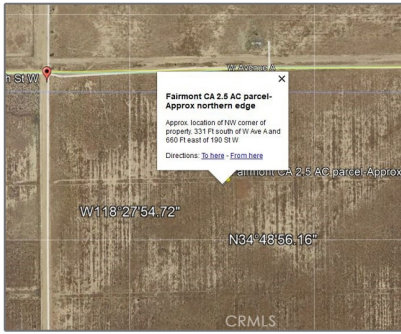 W. Avenue A
h St W
Fairmont CA 2.5 AC parcel-
Approx northern edge
Approx. location of NW corner of
property. 331 Ft south of W Ave A and
660 Ft east of 190 St W
Directions: To here - From here
Fairmont CA 2.5 AC parcel-Approx
W118°27'54.72"
N34°48'56.16"
CRMLS